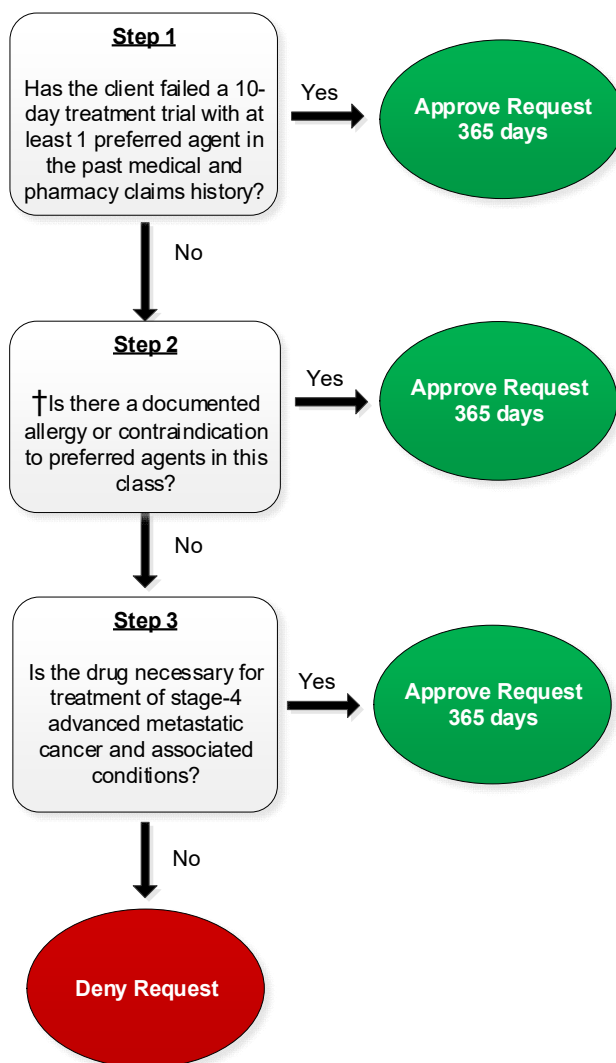 Step 1
Has the client failed a 10-
day treatment trial with at
least 1 preferred agent in
the past medical and
pharmacy claims history?
Yes
Approve Request
365 days
No
Step 2
†Is there a documented
allergy or contraindication
to preferred agents in this
class?
Yes
Approve Request
365 days
No
Step 3
Is the drug necessary for
treatment of stage-4
advanced metastatic
cancer and associated
conditions?
Yes
Approve Request
365 days
No
Deny Request